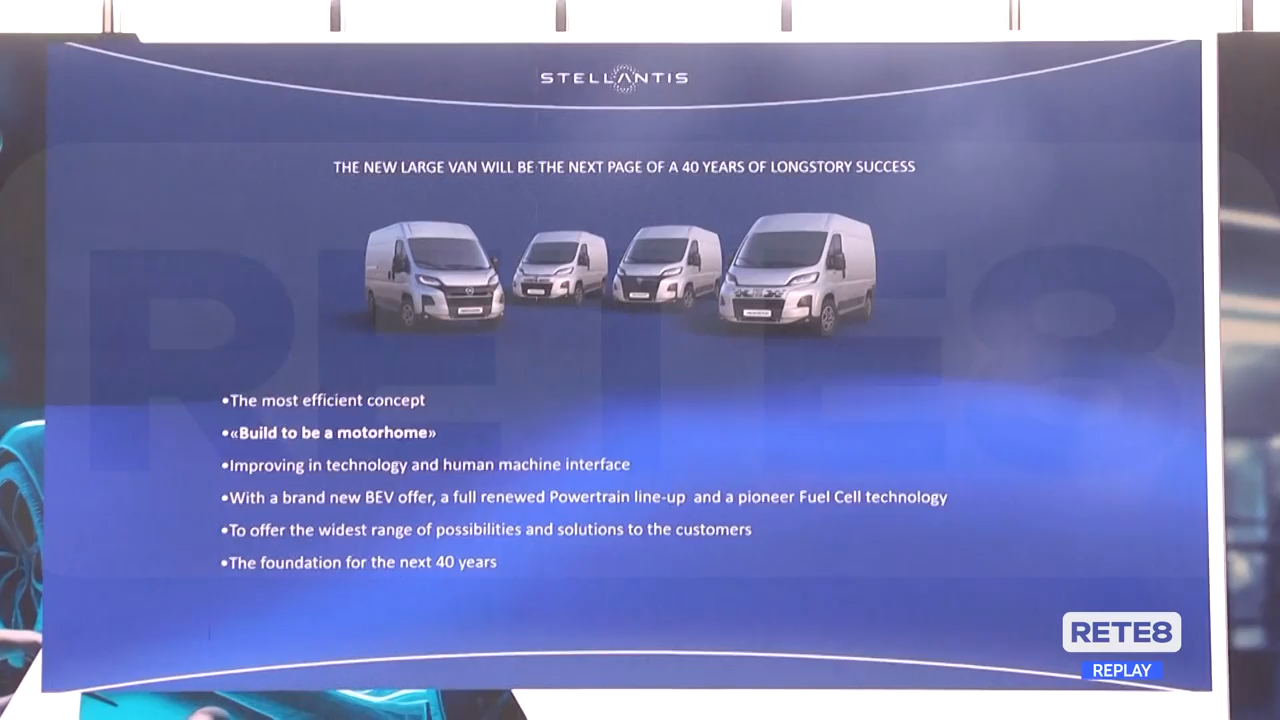 STELLANTIS
THE NEW LARGE VAN WILL BE THE NEXT PAGE OF A 40 YEARS OF LONGSTORY SUCCESS
•The most efficient concept
•«Build to be a motorhome»
•Improving in technology and human machine interface
•With a brand new BEV offer, a full renewed Powertrain line-up and a pioneer Fuel Cell technology
•To offer the widest range of possibilities and solutions to the customers
•The foundation for the next 40 years
RETE8
RETE8
REPLAY